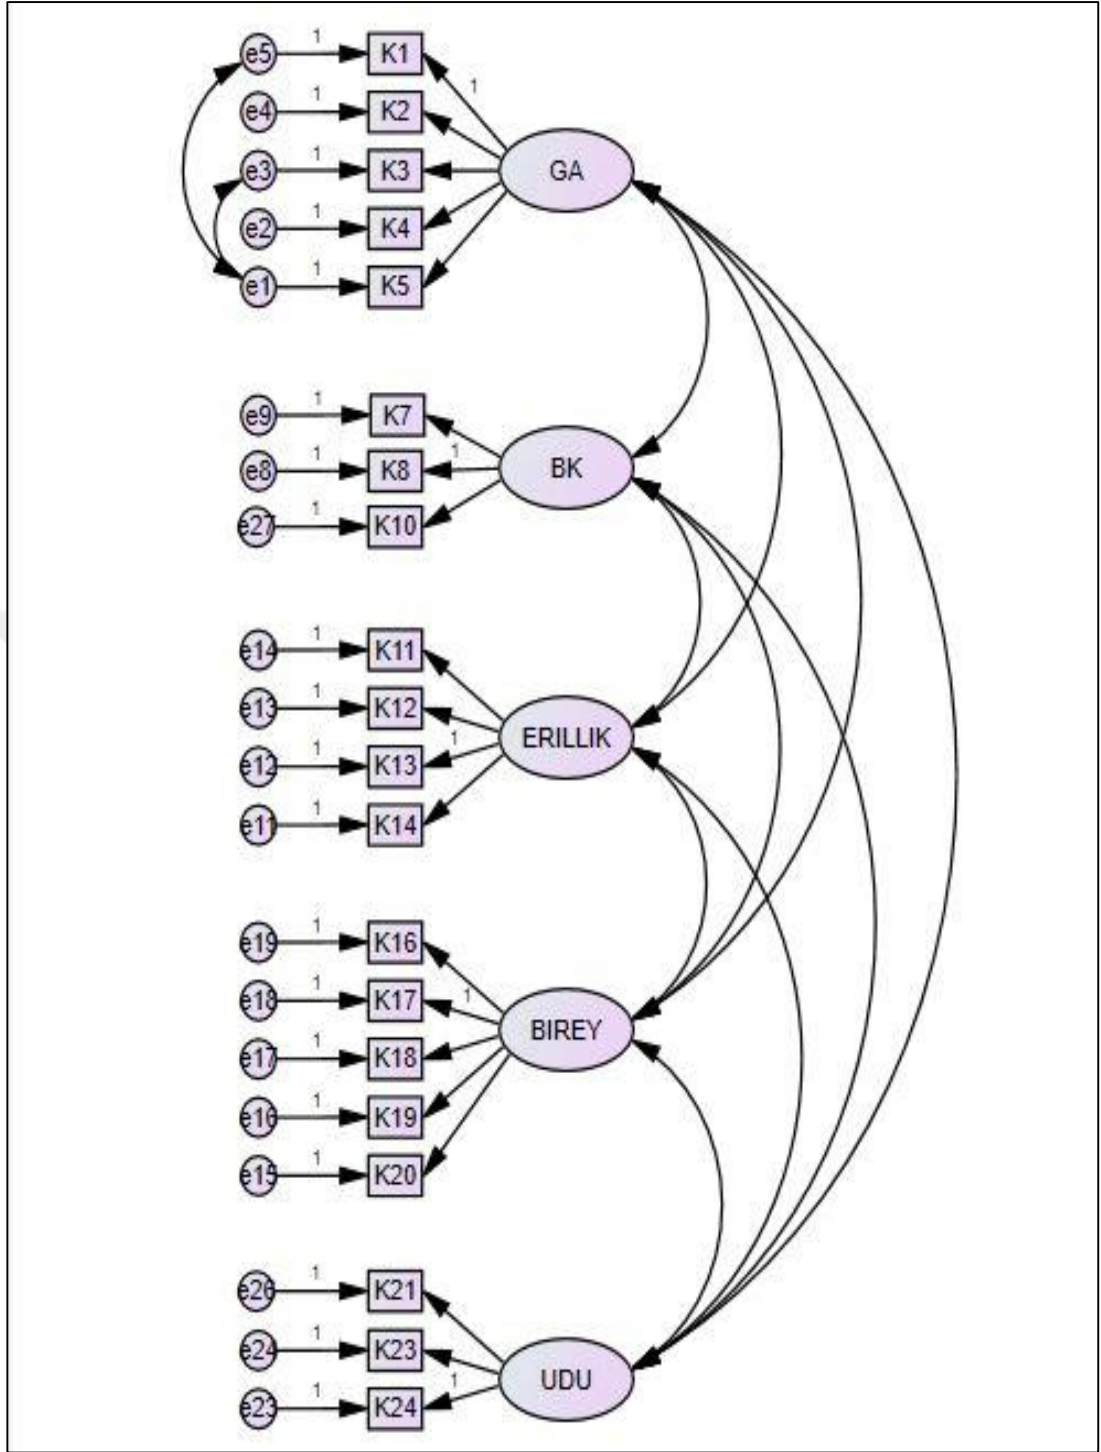 e5 1 K1
1
e4 1 K2
e3 1 K3 GA
e2 1 K4
e1 1 K5
e9 1 K7
e8 1 K8 1 BK
e27 1 K10
e14 1 K11
e13 1 K12
e12 1 K13 1 ERILLIK
e11 1 K14
e19 1 K16
e18 1 K17 1
e17 1 K18 BIREY
e16 1 K19
e15 1 K20
e26 1 K21
e24 1 K23
e23 1 K24 1 UDU